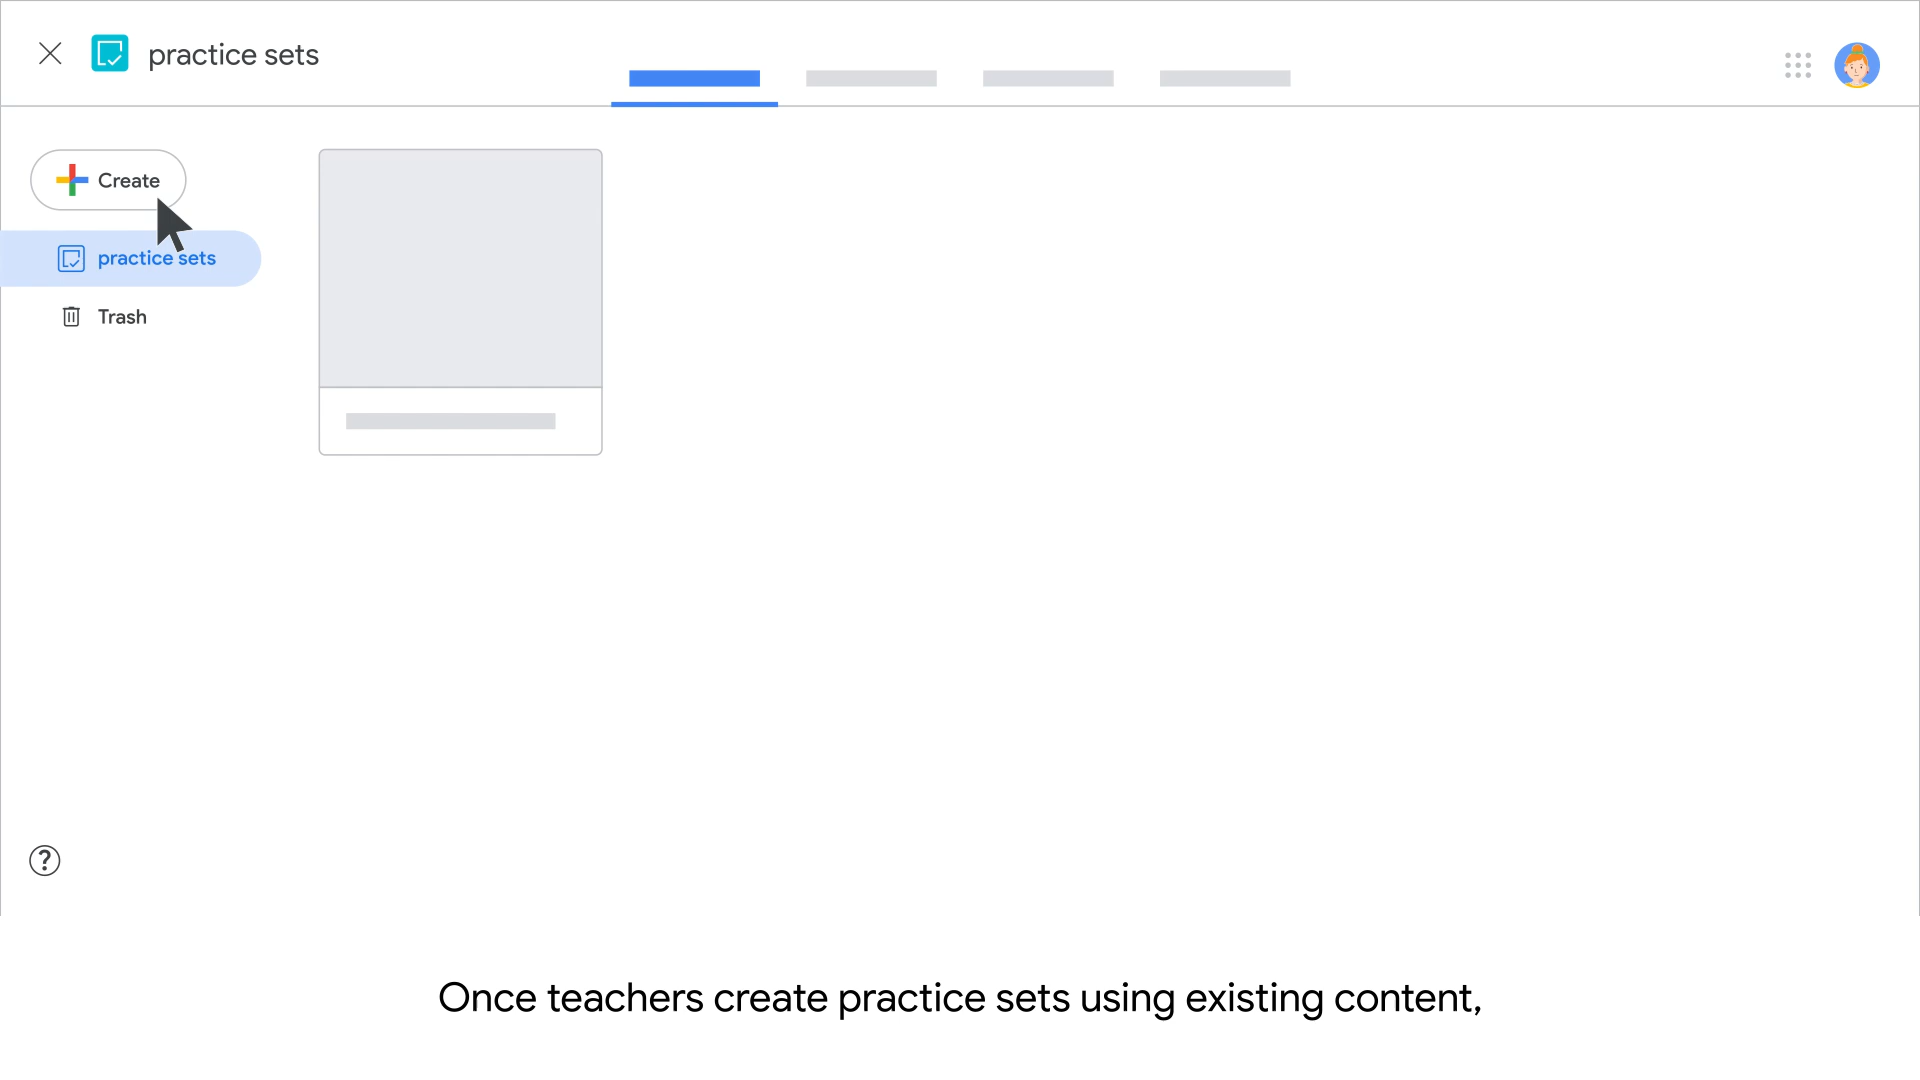 practice sets
Create
practice sets
Trash
Once teachers create practice sets using existing content,